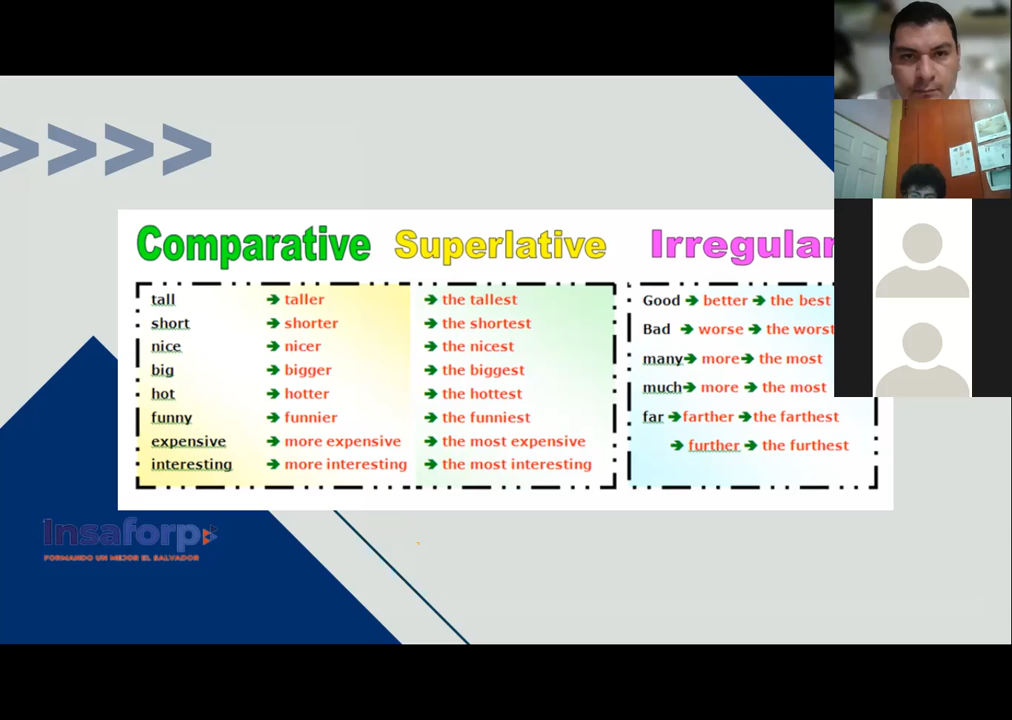 >>>>
Comparative Superlative Irregular
tall → taller → the tallest
short → shorter → the shortest
nice → nicer → the nicest
big → bigger → the biggest
hot → hotter → the hottest
funny → funnier → the funniest
expensive → more expensive → the most expensive
interesting → more interesting → the most interesting
Good → better → the best
Bad → worse → the worst
many → more → the most
much → more → the most
far → farther → the farthest
→ further → the furthest
Insaforp
FORMANDO UN MEJOR EL SALVADOR